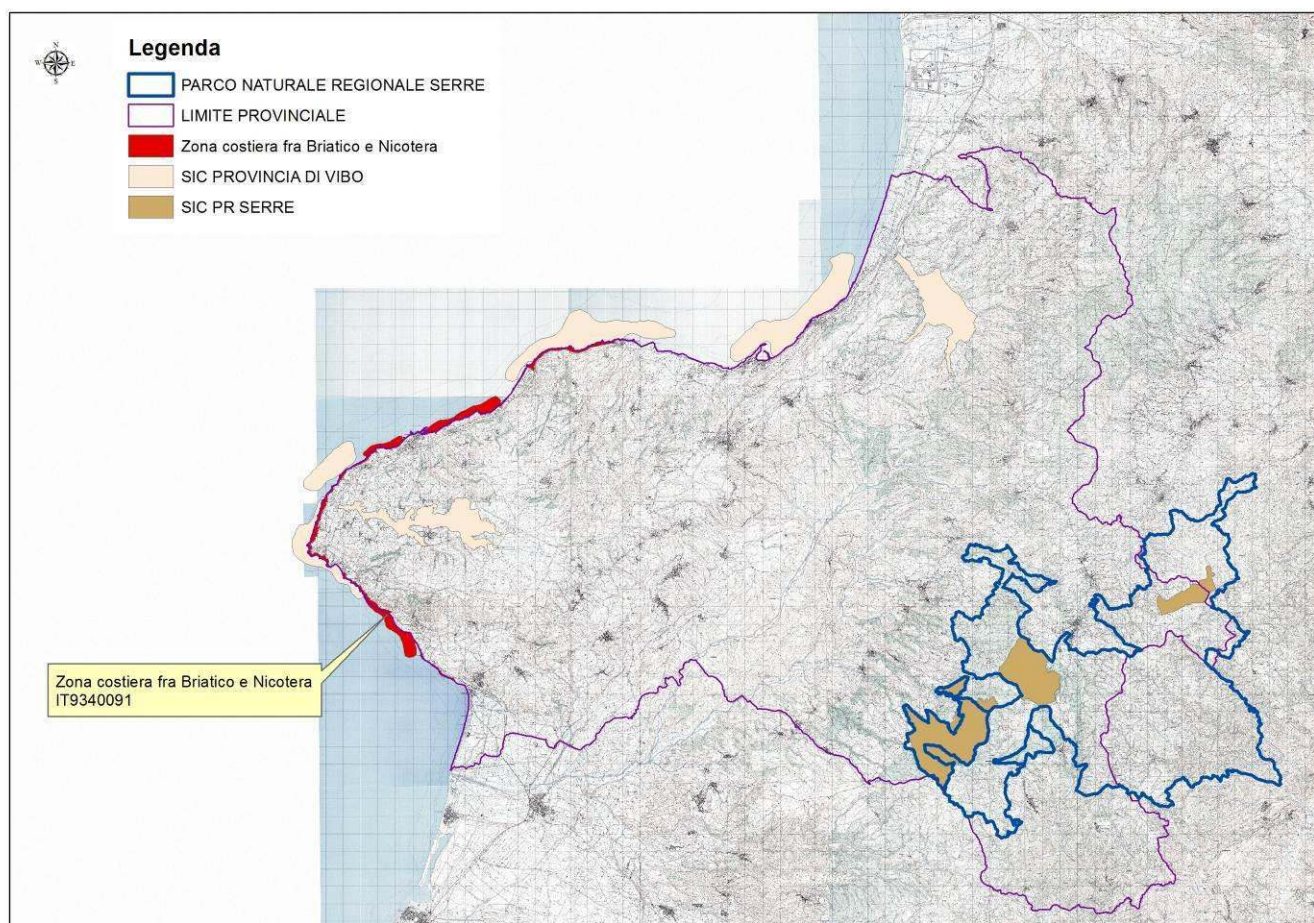 N
W E
S
Legenda
PARCO NATURALE REGIONALE SERRE
LIMITE PROVINCIALE
Zona costiera fra Briatico e Nicotera
SIC PROVINCIA DI VIBO
SIC PR SERRE
Zona costiera fra Briatico e Nicotera
IT9340091